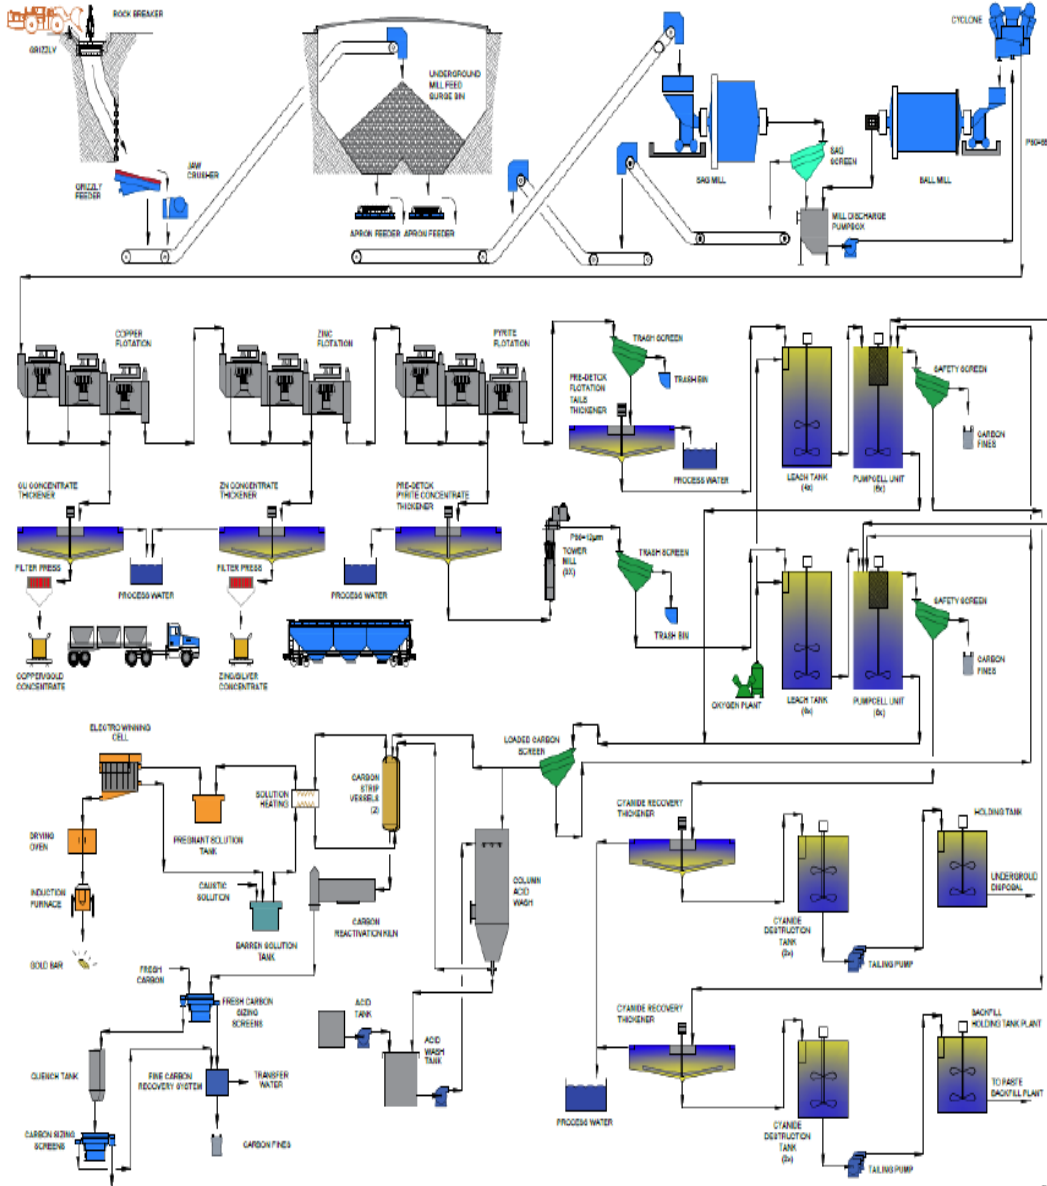 ROCK BREAKER
GRIZZLY
GRIZZLY
FEEDER
JAW
CRUSHER
UNDERGROUND
MILL FEED
SURGE BIN
APRON FEEDER
APRON FEEDER
SAG MILL
SAG
SCREEN
BALL MILL
MILL DISCHARGE
PUMPBOX
CYCLONE
COPPER
FLOTATION
ZINC
FLOTATION
PYRITE
FLOTATION
TRASH SCREEN
TRASH BIN
PRE-DETOX
FLOTATION
TAILS
THICKENER
PROCESS WATER
LEACH TANK
(4x)
PUMPCELL UNIT
SAFETY SCREEN
CARBON
FINES
CU CONCENTRATE
THICKENER
ZN CONCENTRATE
THICKENER
PRE-DETOX
PYRITE CONCENTRATE
THICKENER
FILTER PRESS
PROCESS WATER
FILTER PRESS
PROCESS WATER
P80=12µm
TOWER
MILL
TRASH SCREEN
TRASH BIN
COPPER/GOLD
CONCENTRATE
ZINC/SILVER
CONCENTRATE
OXYGEN PLANT
LEACH TANK
PUMPCELL UNIT
SAFETY SCREEN
CARBON
FINES
ELECTRO WINNING
CELL
DRYING
OVEN
INDUCTION
FURNACE
GOLD BAR
PREGNANT SOLUTION
TANK
SOLUTION
HEATING
CARBON
STRIP
VESSELS
(2)
LOADED CARBON
SCREEN
CAUSTIC
SOLUTION
BARREN SOLUTION
TANK
CARBON
REACTIVATION KILN
COLUMN
ACID
WASH
FRESH
CARBON
FRESH CARBON
SIZING
SCREENS
QUENCH TANK
FINE CARBON
RECOVERY SYSTEM
TRANSFER
WATER
CARBON SIZING
SCREENS
CARBON FINES
ACID
TANK
ACID
WASH
TANK
CYANIDE RECOVERY
THICKENER
CYANIDE
DESTRUCTION
TANK (2x)
TAILING PUMP
HOLDING TANK
UNDERGROUD
DISPOSAL
CYANIDE RECOVERY
THICKENER
PROCESS WATER
CYANIDE
DESTRUCTION
TANK
(2x)
TAILING PUMP
BACKFILL
HOLDING TANK PLANT
TO PASTE
BACKFILL PLANT